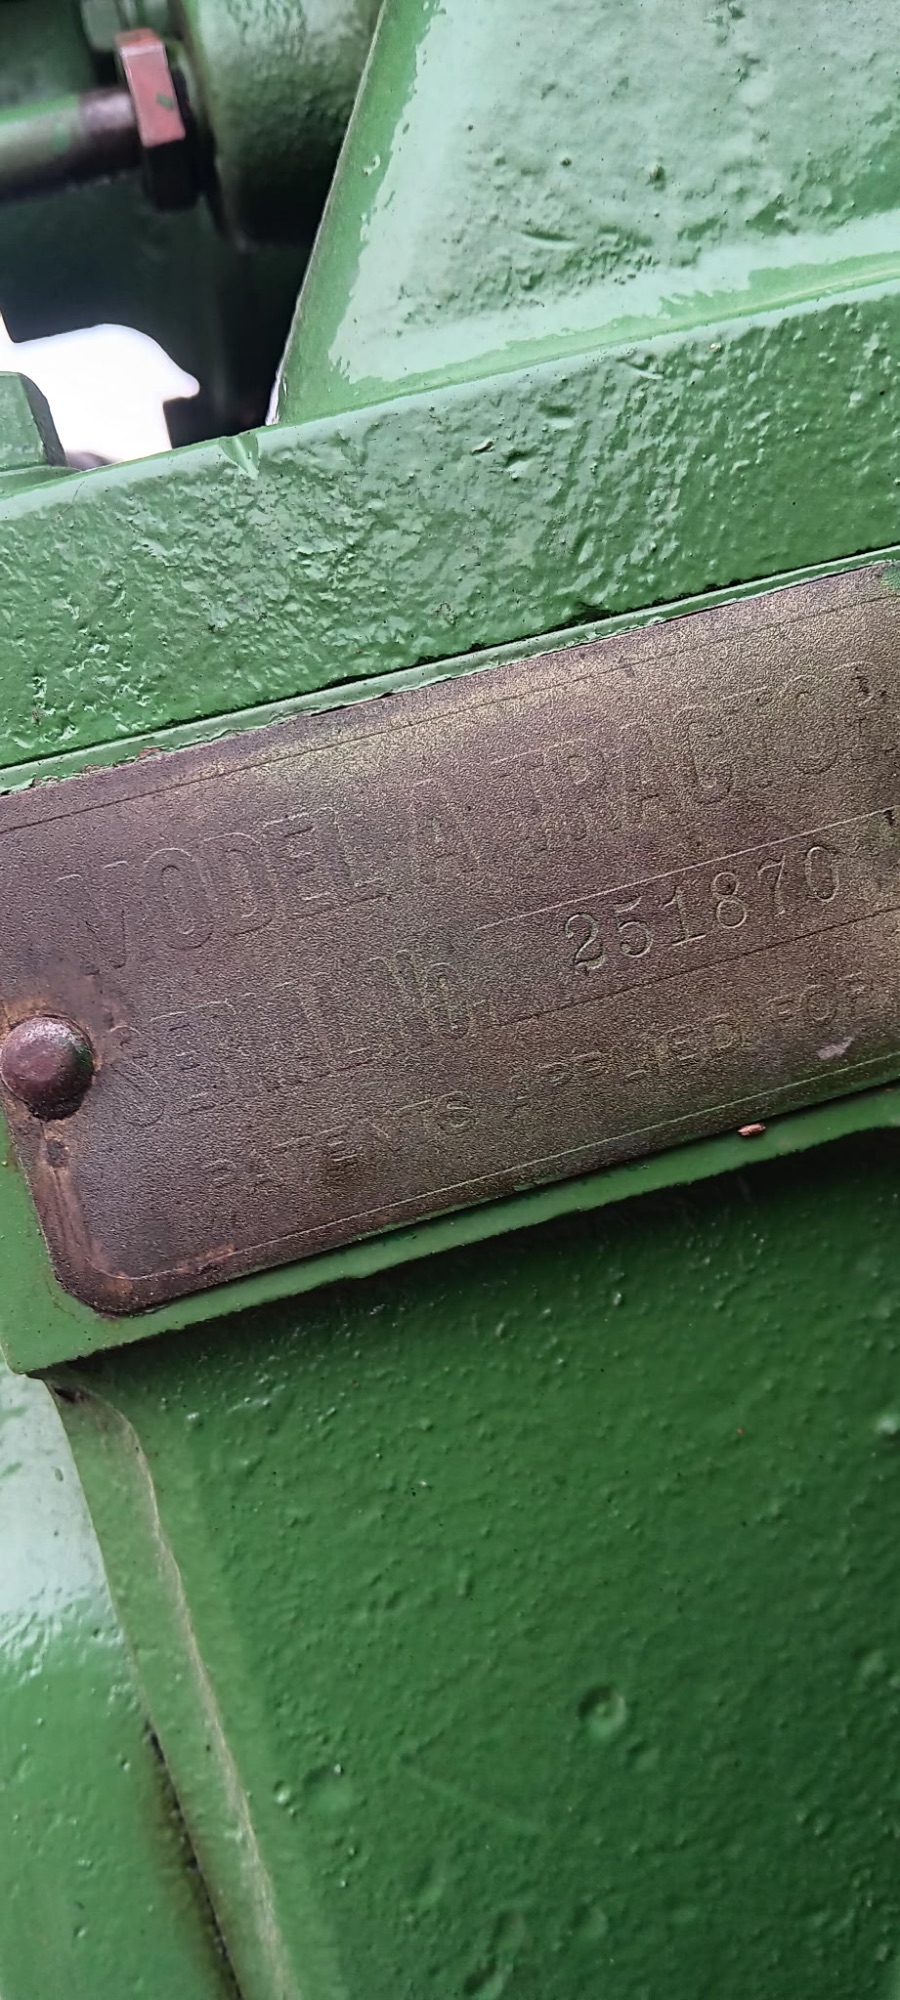 MODEL A TRACTOR
SERIAL No. 251870
PATENTS APPLIED FOR